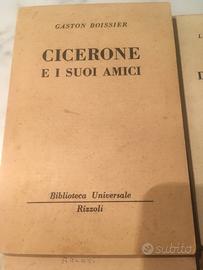 GASTON BOISSIER
CICERONE
E I SUOI AMICI
Biblioteca Universale
Rizzoli
subito